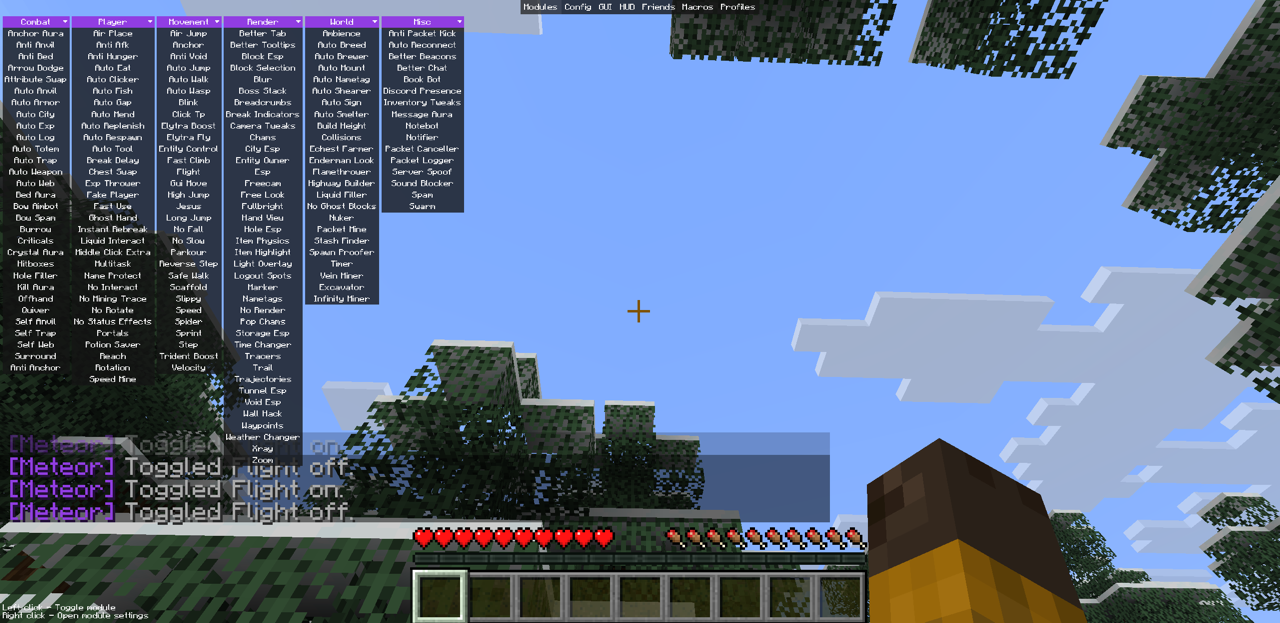 Modules Config GUI HUD Friends Macros Profiles
Combat
Anchor Aura
Anti Anvil
Anti Bed
Arrow Dodge
Attribute Swap
Auto Anvil
Auto Armor
Auto City
Auto Exp
Auto Log
Auto Totem
Auto Trap
Auto Weapon
Auto Web
Bed Aura
Bow Aimbot
Bow Spam
Burrow
Criticals
Crystal Aura
Hitboxes
Hole Filler
Kill Aura
Offhand
Quiver
Self Anvil
Self Trap
Self Web
Surround
Anti Anchor
Player
Air Place
Anti Afk
Anti Hunger
Auto Eat
Auto Clicker
Auto Fish
Auto Gap
Auto Mend
Auto Replenish
Auto Respawn
Auto Tool
Break Delay
Chest Swap
Exp Thrower
Fake Player
Fast Use
Ghost Hand
Instant Rebreak
Liquid Interact
Middle Click Extra
Multitask
Name Protect
No Interact
No Mining Trace
No Rotate
No Status Effects
Portals
Potion Saver
Reach
Rotation
Speed Mine
Movement
Air Jump
Anchor
Anti Void
Auto Jump
Auto Walk
Auto Wasp
Blink
Click Tp
Elytra Boost
Elytra Fly
Entity Control
Fast Climb
Flight
Gui Move
High Jump
Jesus
Long Jump
No Fall
No Slow
Parkour
Reverse Step
Safe Walk
Scaffold
Slippy
Speed
Spider
Sprint
Step
Trident Boost
Velocity
Render
Better Tab
Better Tooltips
Block Esp
Block Selection
Blur
Boss Stack
Breadcrumbs
Break Indicators
Camera Tweaks
Chams
City Esp
Entity Owner
Esp
Freecam
Free Look
Fullbright
Hand View
Hole Esp
Item Physics
Item Highlight
Light Overlay
Logout Spots
Marker
Nametags
No Render
Pop Chams
Storage Esp
Time Changer
Tracers
Trail
Trajectories
Tunnel Esp
Void Esp
Wall Hack
Waypoints
Weather Changer
Xray
Zoom
World
Ambience
Auto Breed
Auto Brewer
Auto Mount
Auto Nametag
Auto Shearer
Auto Sign
Auto Smelter
Build Height
Collisions
Echest Farmer
Enderman Look
Flamethrower
Highway Builder
Liquid Filler
No Ghost Blocks
Nuker
Packet Mine
Stash Finder
Spawn Proofer
Timer
Vein Miner
Excavator
Infinity Miner
Misc
Anti Packet Kick
Auto Reconnect
Better Beacons
Better Chat
Book Bot
Discord Presence
Inventory Tweaks
Message Aura
Notebot
Notifier
Packet Canceller
Packet Logger
Server Spoof
Sound Blocker
Spam
Swarm
[Meteor] Toggled on.
[Meteor] Toggled Flight off.
[Meteor] Toggled Flight on.
[Meteor] Toggled Flight off.
Left click - Toggle module
Right click - Open module settings